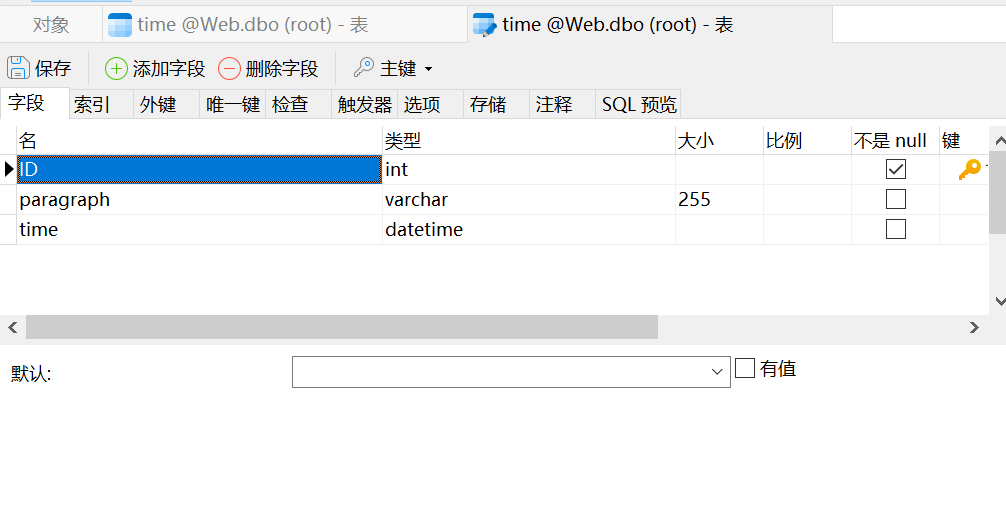 对象 time @Web.dbo (root) - 表 time @Web.dbo (root) - 表
保存 添加字段 删除字段 主键
字段 索引 外键 唯一键 检查 触发器 选项 存储 注释 SQL 预览
名 类型 大小 比例 不是 null 键
ID int
paragraph varchar 255
time datetime
默认: 有值